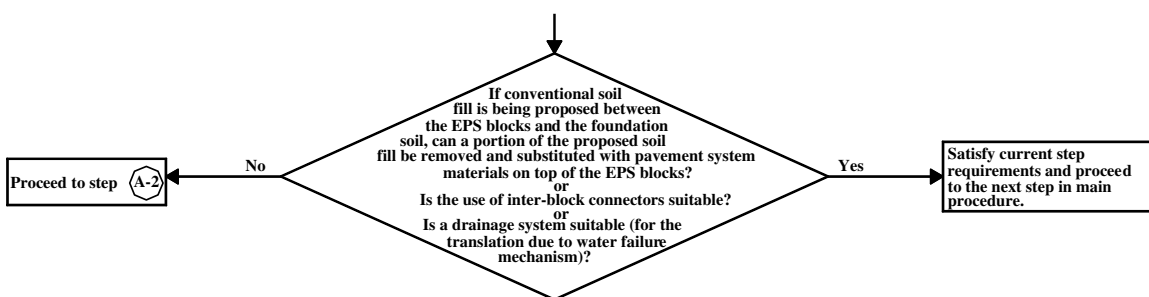 If conventional soil
fill is being proposed between
the EPS blocks and the foundation
soil, can a portion of the proposed soil
fill be removed and substituted with pavement system
materials on top of the EPS blocks?
or
Is the use of inter-block connectors suitable?
or
Is a drainage system suitable (for the
translation due to water failure
mechanism)?
No
Proceed to step A-2
Yes
Satisfy current step
requirements and proceed
to the next step in main
procedure.